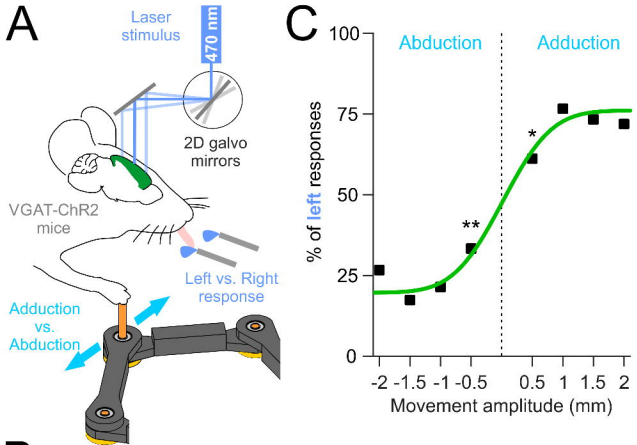 A
Laser
stimulus
470 nm
2D galvo
mirrors
VGAT-ChR2
mice
Left vs. Right
response
Adduction
vs.
Abduction
C
Abduction
Adduction
% of left responses
100
75
50
25
0
*
**
-2
-1.5
-1
-0.5
0.5
1
1.5
2
Movement amplitude (mm)